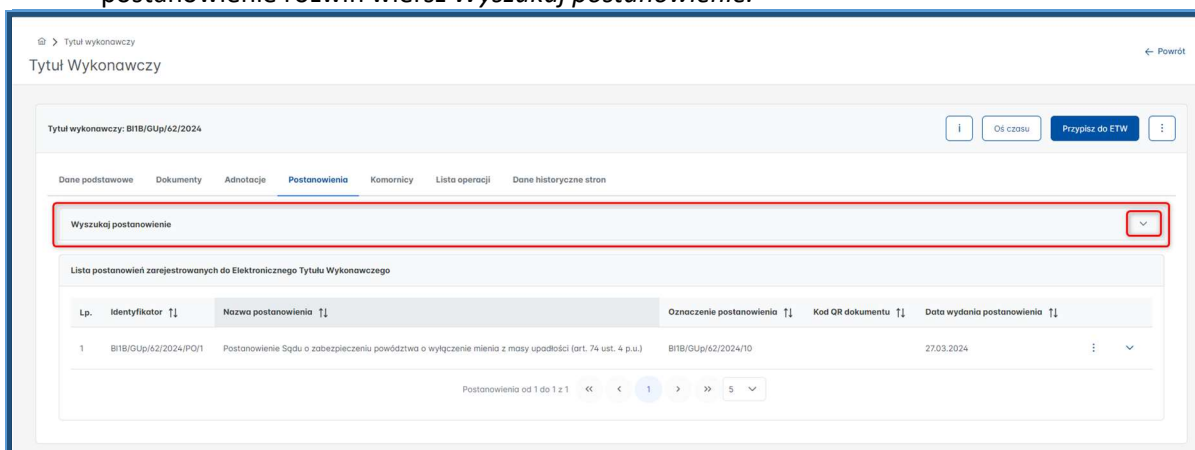 postanowienie rozwiń wiersz Wyszukaj postanowienie.
Tytuł wykonawczy
Tytuł Wykonawczy
← Powrót
Tytuł wykonawczy: BI1B/GUp/62/2024
i Oś czasu Przypisz do ETW
Dane podstawowe Dokumenty Adnotacje Postanowienia Komornicy Lista operacji Dane historyczne stron
Wyszukaj postanowienie
Lista postanowień zarejestrowanych do Elektronicznego Tytułu Wykonawczego
Lp. Identyfikator ↑↓ Nazwa postanowienia ↑↓ Oznaczenie postanowienia ↑↓ Kod QR dokumentu ↑↓ Data wydania postanowienia ↑↓
1 BI1B/GUp/62/2024/PO/1 Postanowienie Sądu o zabezpieczeniu powództwa o wyłączenie mienia z masy upadłości (art. 74 ust. 4 p.u.) BI1B/GUp/62/2024/10 27.03.2024
Postanowienia od 1 do 1 z 1 << < 1 > >> 5